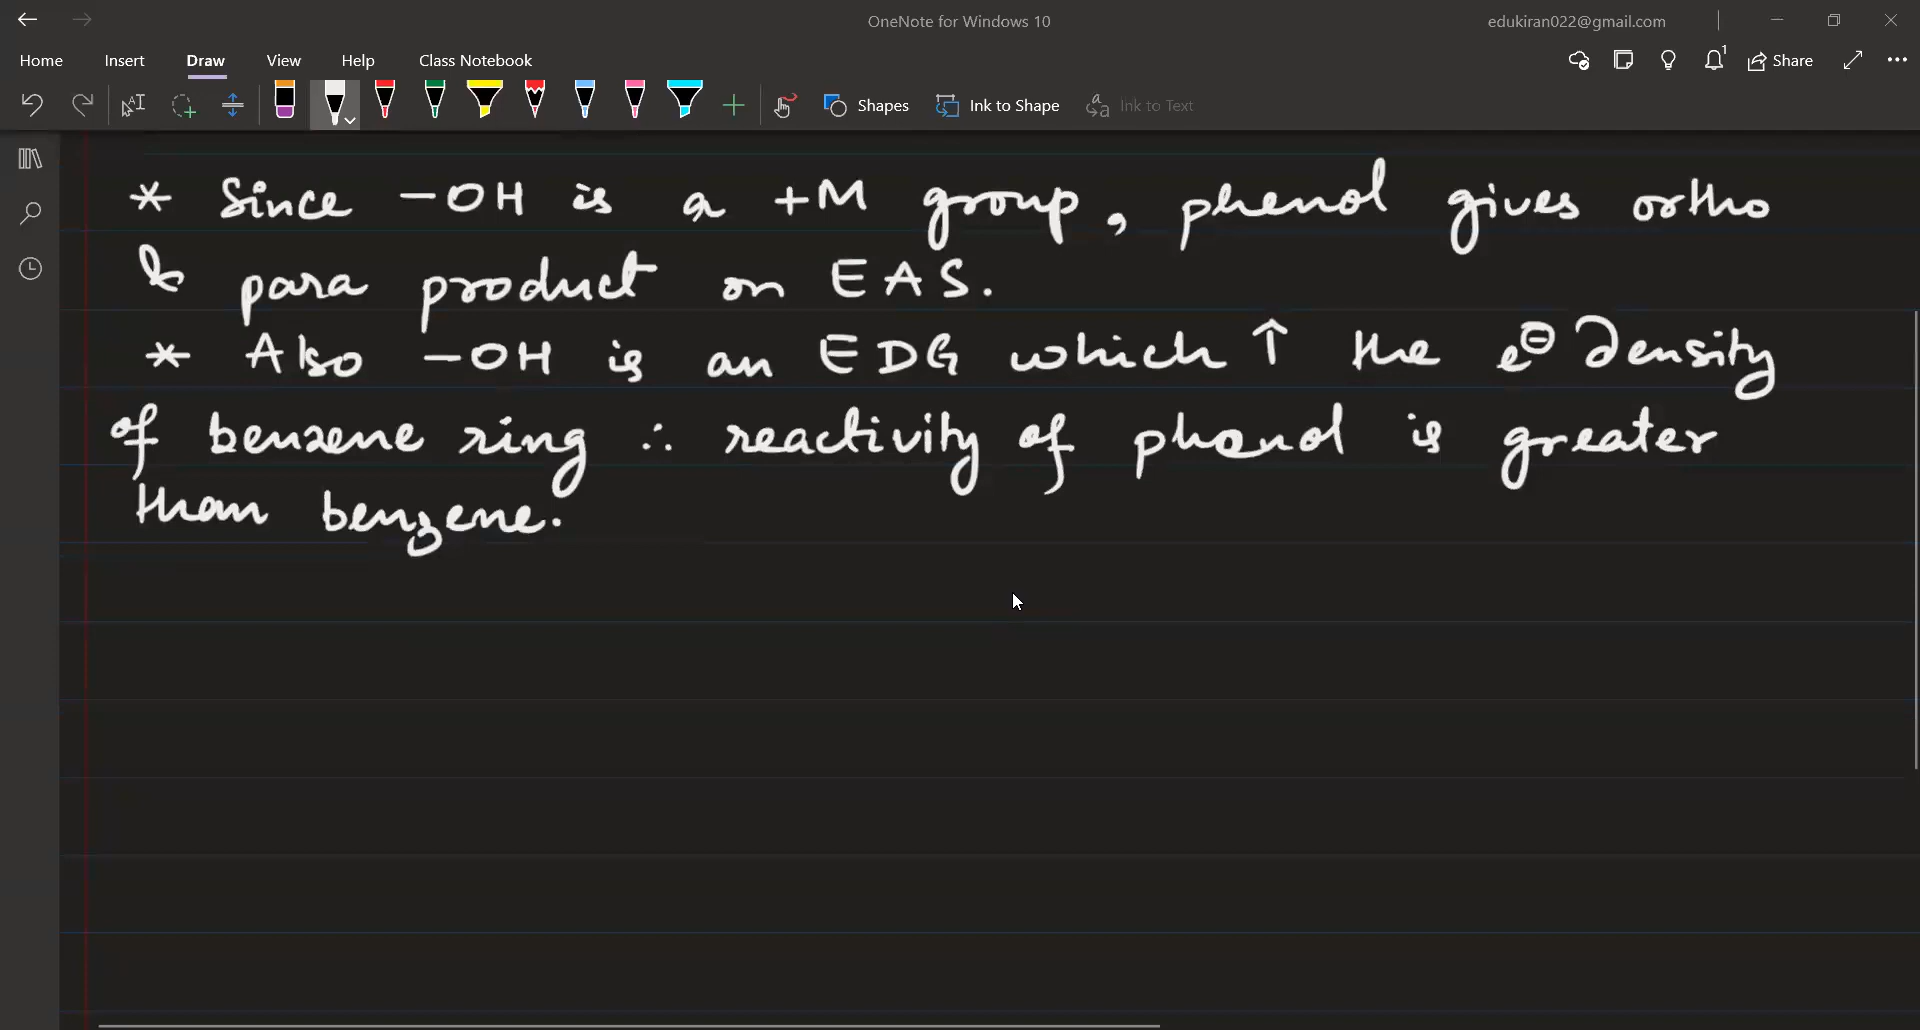 OneNote for Windows 10
edukiran022@gmail.com
Home Insert Draw View Help Class Notebook
1 Share
Shapes Ink to Shape Ink to Text
* Since -OH is a +M group, phenol gives ortho
& para product on EAS.
* Also -OH is an EDG which ↑ the e⊖ density
of benzene ring ∴ reactivity of phenol is greater
than benzene.